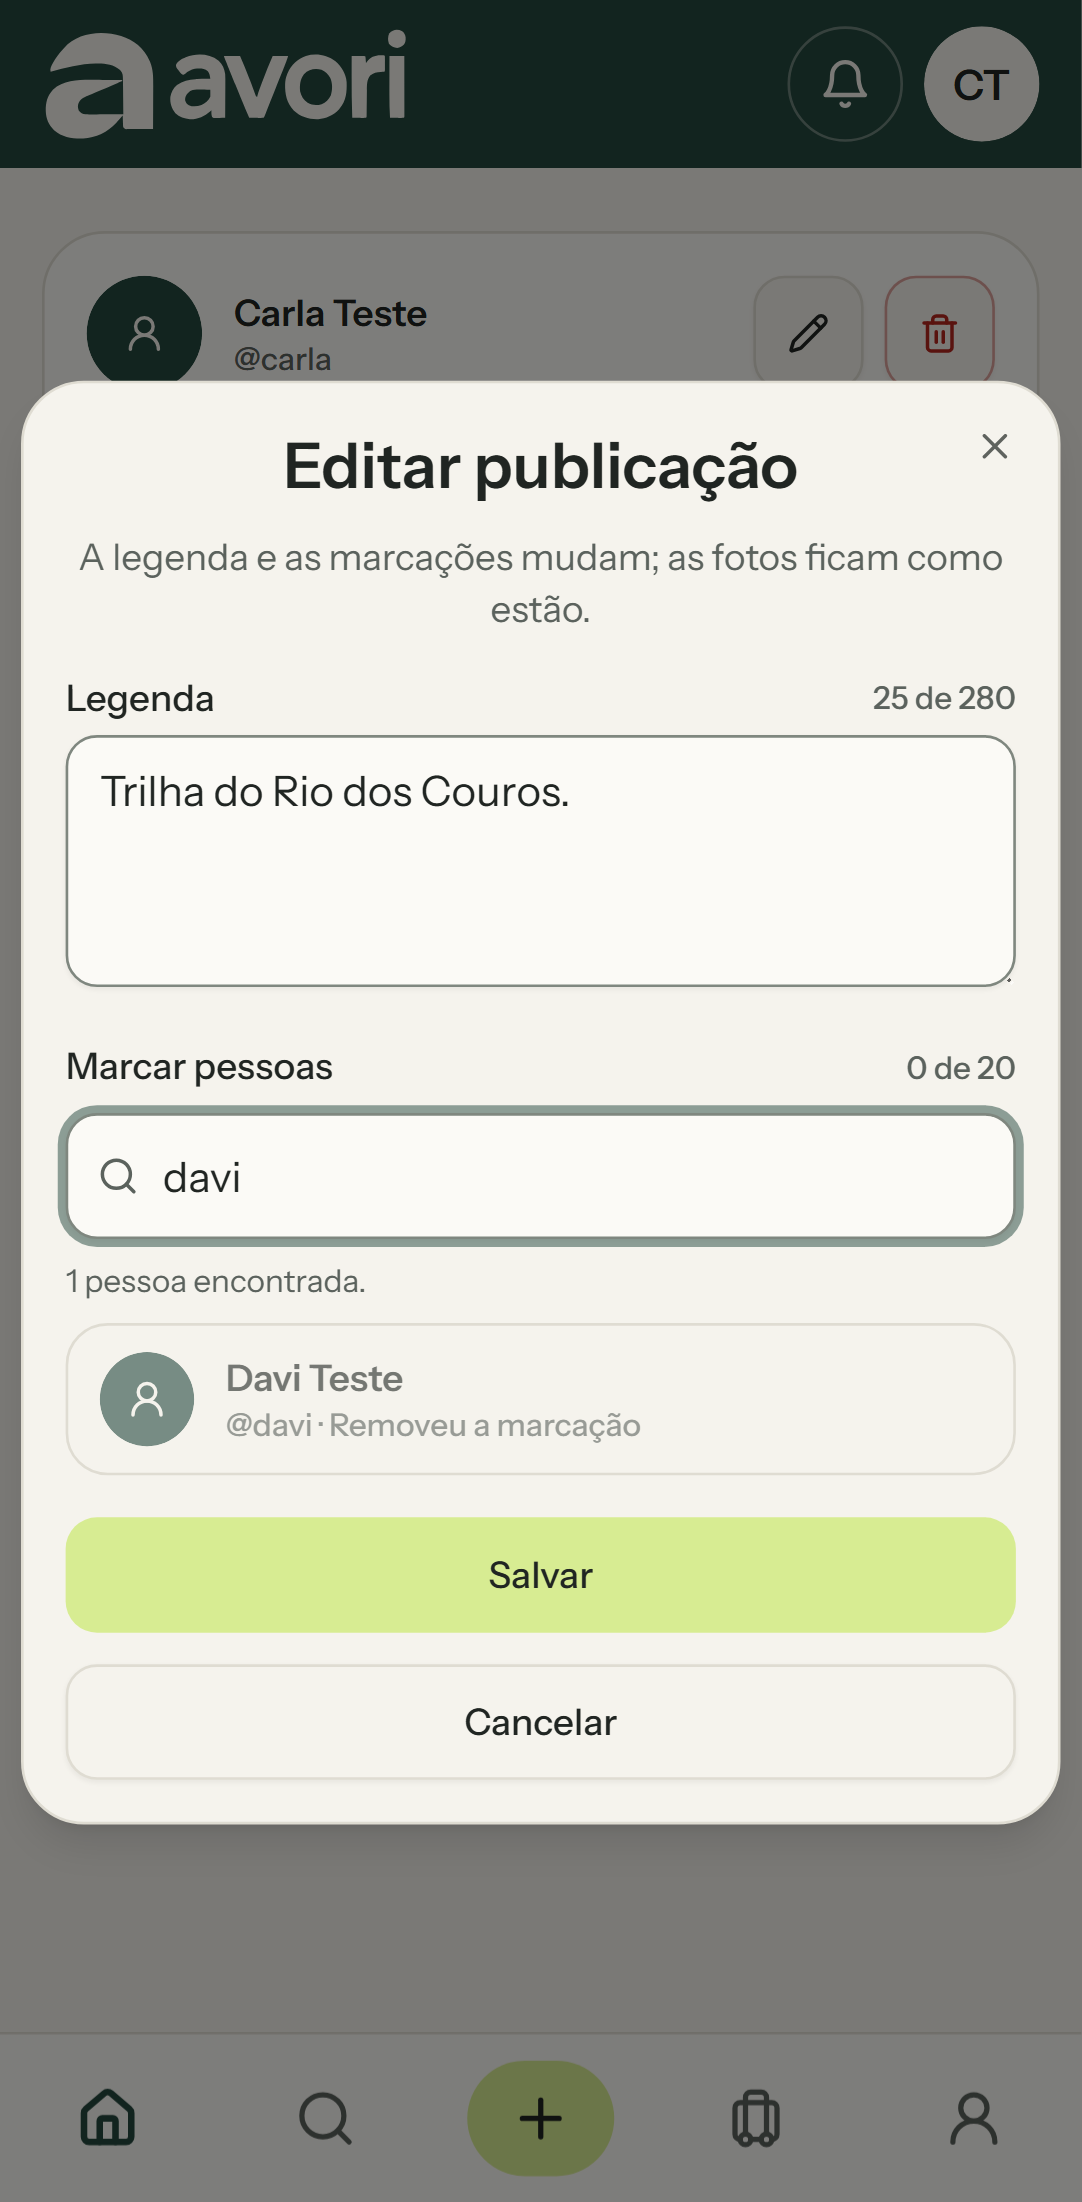 avori
CT
Carla Teste
@carla
Editar publicação
A legenda e as marcações mudam; as fotos ficam como
estão.
Legenda
25 de 280
Trilha do Rio dos Couros.
Marcar pessoas
0 de 20
davi
1 pessoa encontrada.
Davi Teste
@davi · Removeu a marcação
Salvar
Cancelar